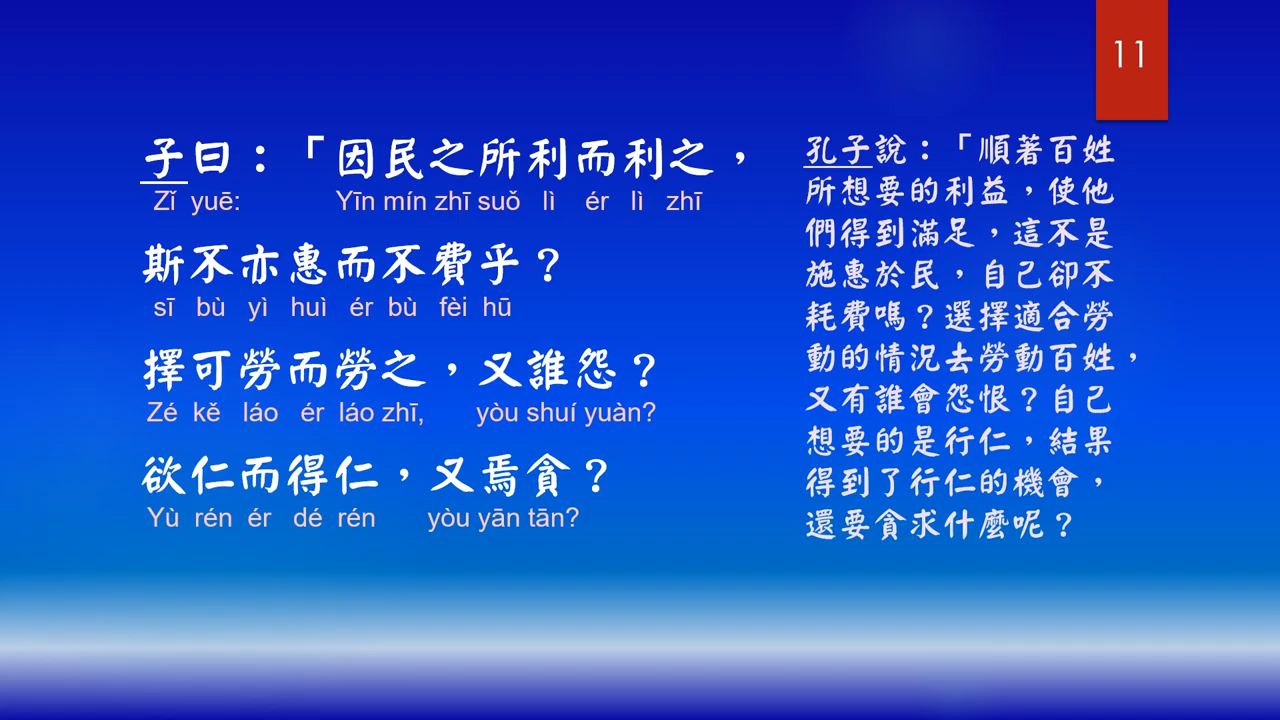 11
子曰：「因民之所利而利之，
Zǐ yuē: Yīn mín zhī suǒ lì ér lì zhī
斯不亦惠而不費乎？
sī bù yì huì ér bù fèi hū
擇可勞而勞之，又誰怨？
Zé kě láo ér láo zhī, yòu shuí yuàn?
欲仁而得仁，又焉貪？
Yù rén ér dé rén yòu yān tān?
孔子說：「順著百姓
所想要的利益，使他
們得到滿足，這不是
施惠於民，自己卻不
耗費嗎？選擇適合勞
動的情況去勞動百姓，
又有誰會怨恨？自己
想要的是行仁，結果
得到了行仁的機會，
還要貪求什麼呢？